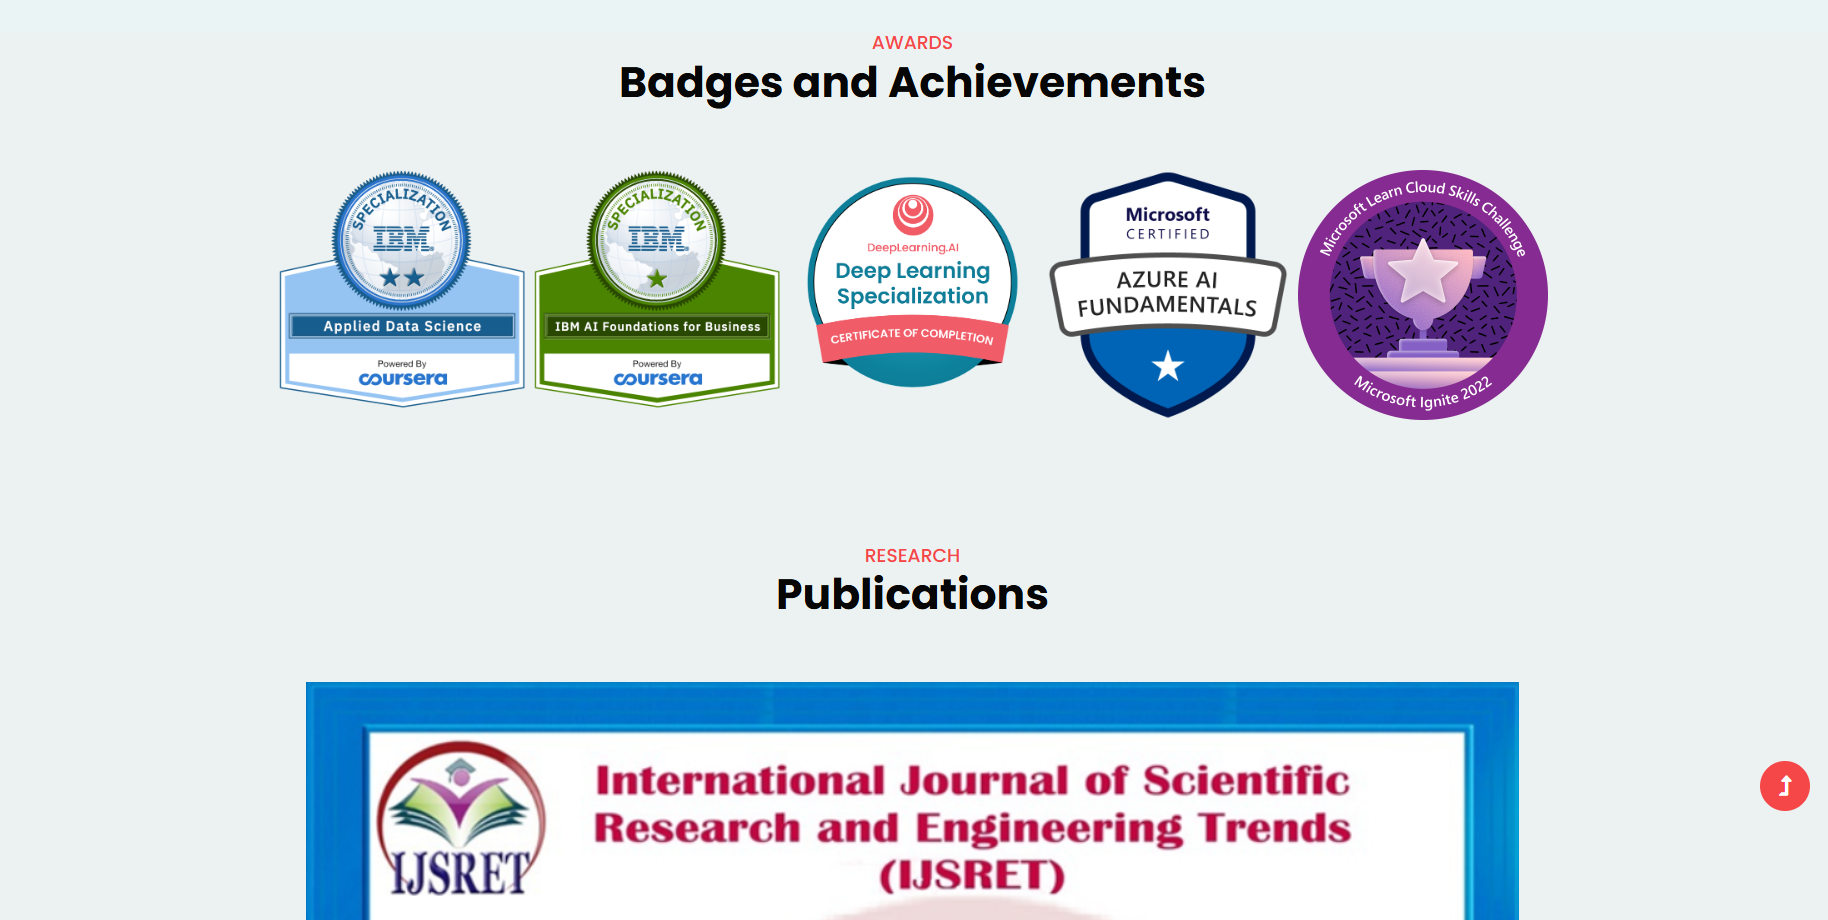 AWARDS
Badges and Achievements
SPECIALIZATION
IBM
Applied Data Science
Powered By
coursera
SPECIALIZATION
IBM
IBM AI Foundations for Business
Powered By
coursera
DeepLearning.AI
Deep Learning
Specialization
CERTIFICATE OF COMPLETION
Microsoft
CERTIFIED
AZURE AI
FUNDAMENTALS
Microsoft Learn Cloud Skills Challenge
Microsoft Ignite 2022
RESEARCH
Publications
IJSRET
International Journal of Scientific
Research and Engineering Trends
(IJSRET)